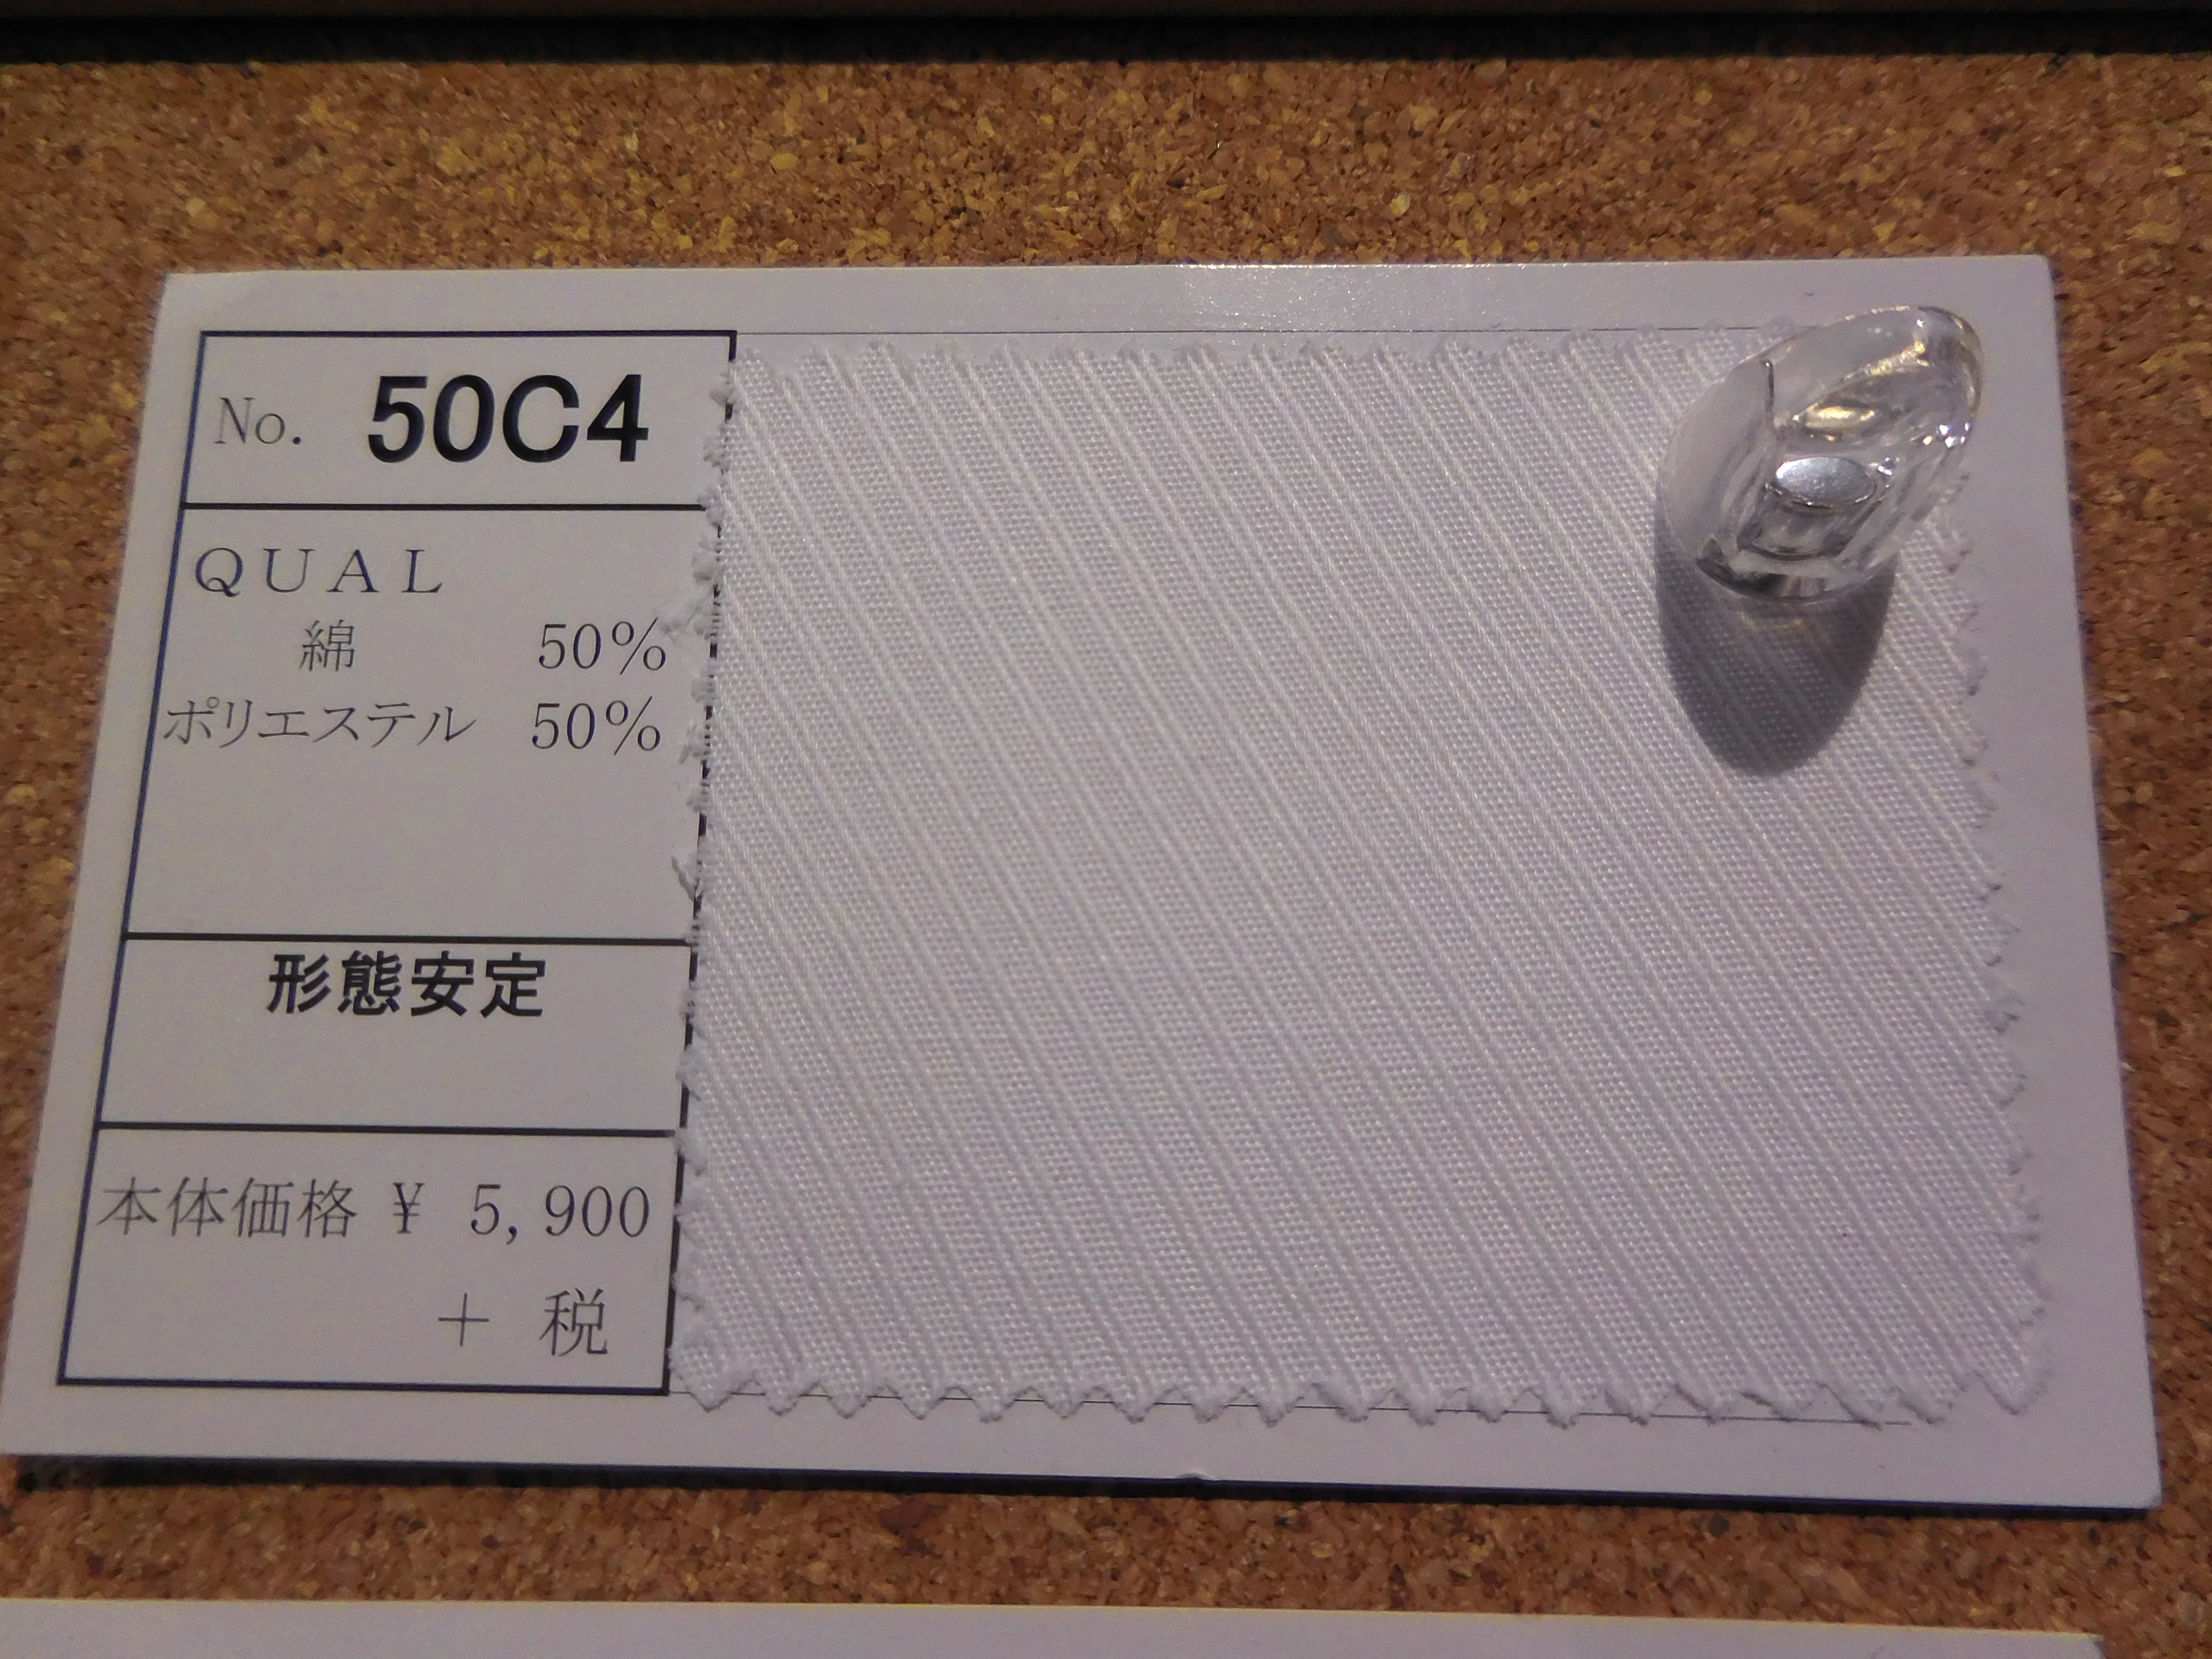 No. 50C4
QUAL
綿 50%
ポリエステル 50%
形態安定
本体価格 ¥ 5,900
+ 税